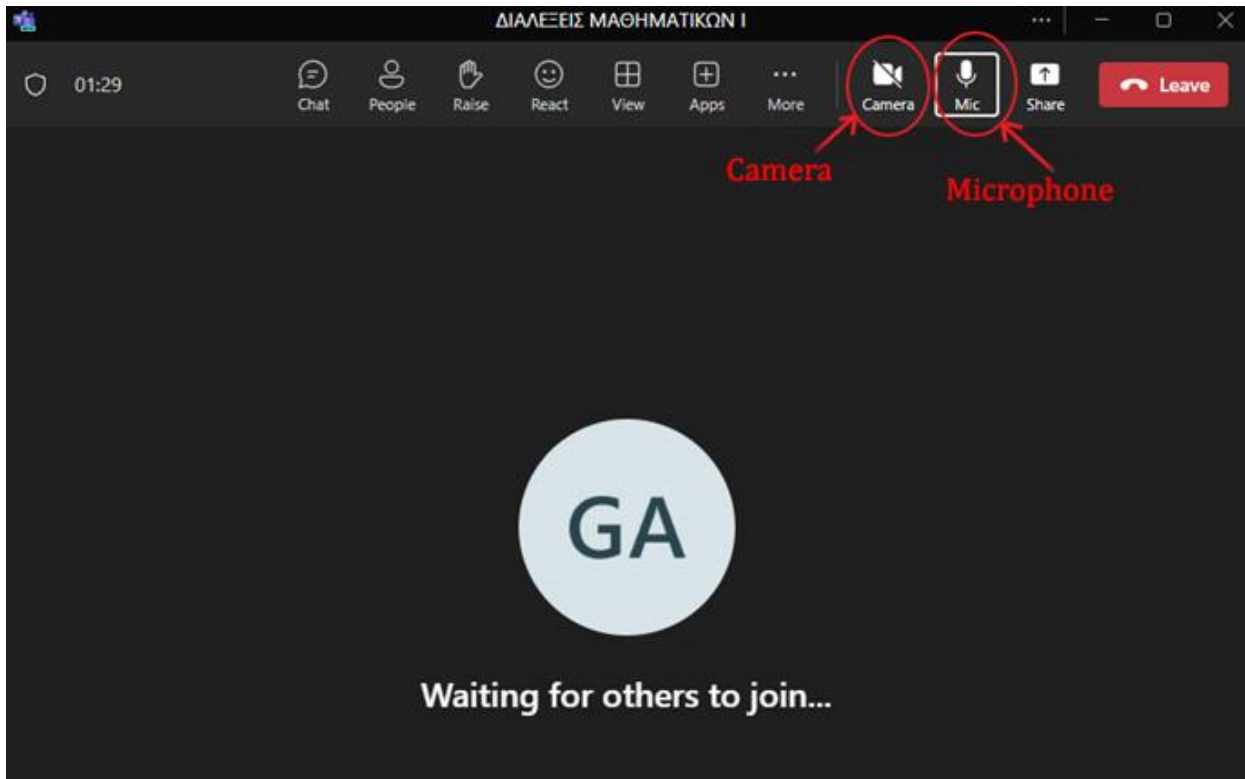 ΔΙΑΛΕΞΕΙΣ ΜΑΘΗΜΑΤΙΚΩΝ Ι
01:29
Chat People Raise React View Apps More Camera Mic Share Leave
Camera
Microphone
GA
Waiting for others to join...